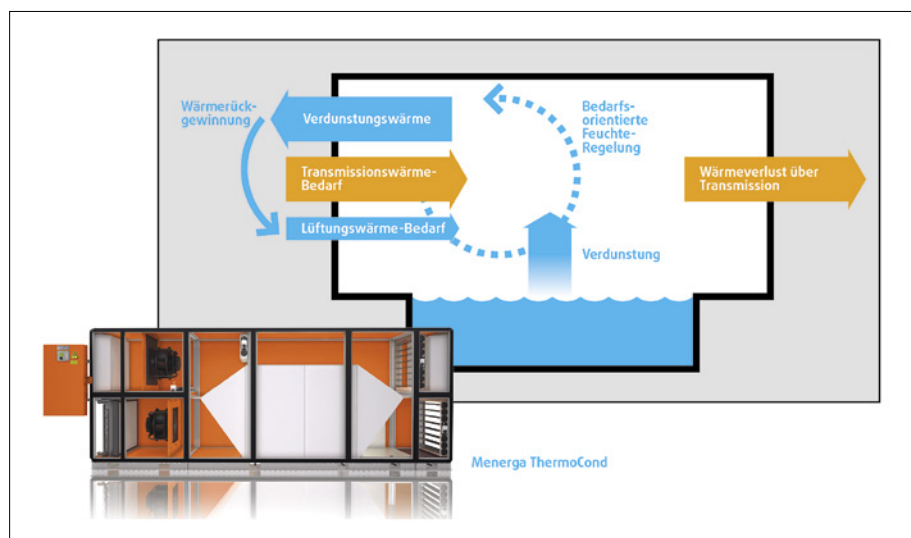 Wärmerück-
gewinnung
Verdunstungswärme
Bedarfs-
orientierte
Feuchte-
Regelung
Transmissionswärme-
Bedarf
Wärmeverlust über
Transmission
Lüftungswärme-Bedarf
Verdunstung
Menerga ThermoCond